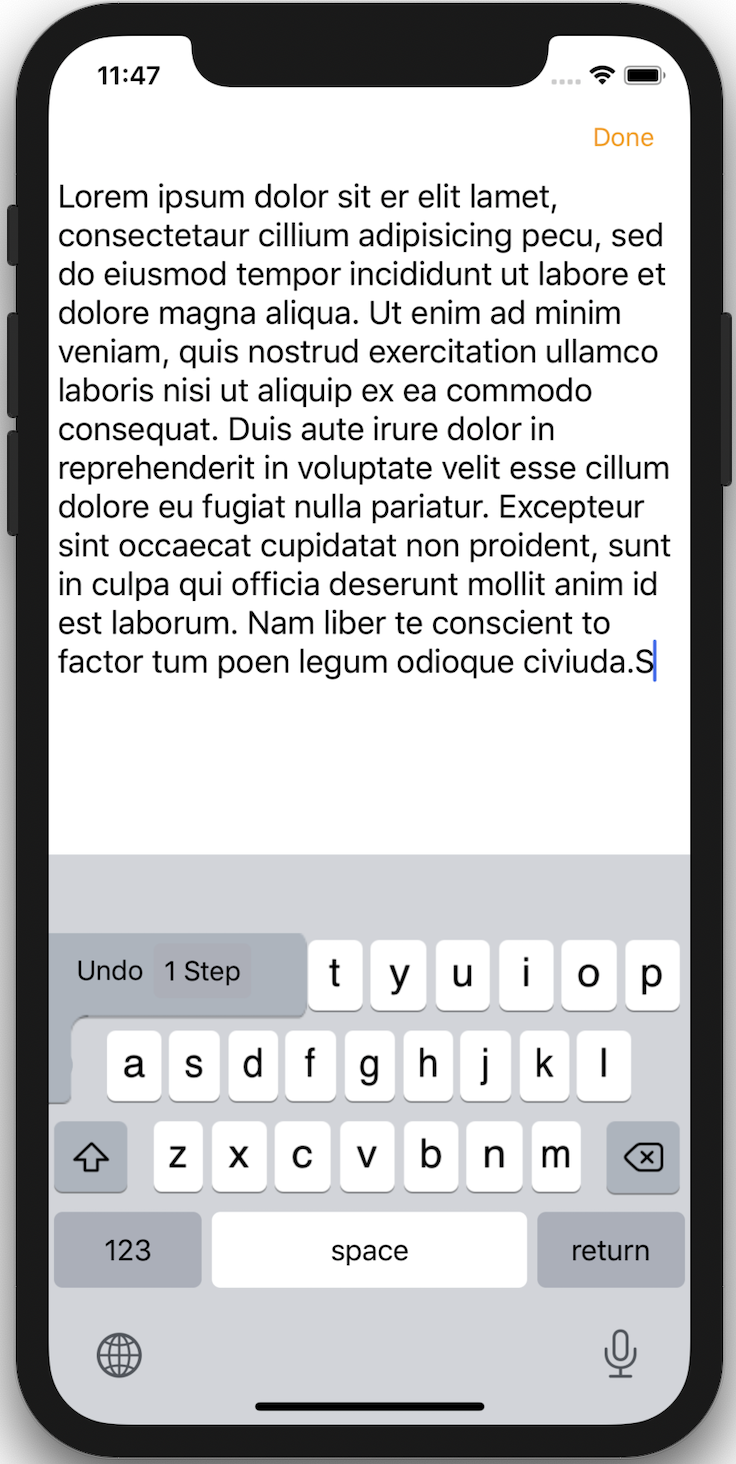 11:47
Done
Lorem ipsum dolor sit er elit lamet,
consectetaur cillium adipisicing pecu, sed
do eiusmod tempor incididunt ut labore et
dolore magna aliqua. Ut enim ad minim
veniam, quis nostrud exercitation ullamco
laboris nisi ut aliquip ex ea commodo
consequat. Duis aute irure dolor in
reprehenderit in voluptate velit esse cillum
dolore eu fugiat nulla pariatur. Excepteur
sint occaecat cupidatat non proident, sunt
in culpa qui officia deserunt mollit anim id
est laborum. Nam liber te conscient to
factor tum poen legum odioque civiuda.S
Undo 1 Step t y u i o p
a s d f g h j k l
z x c v b n m
123 space return